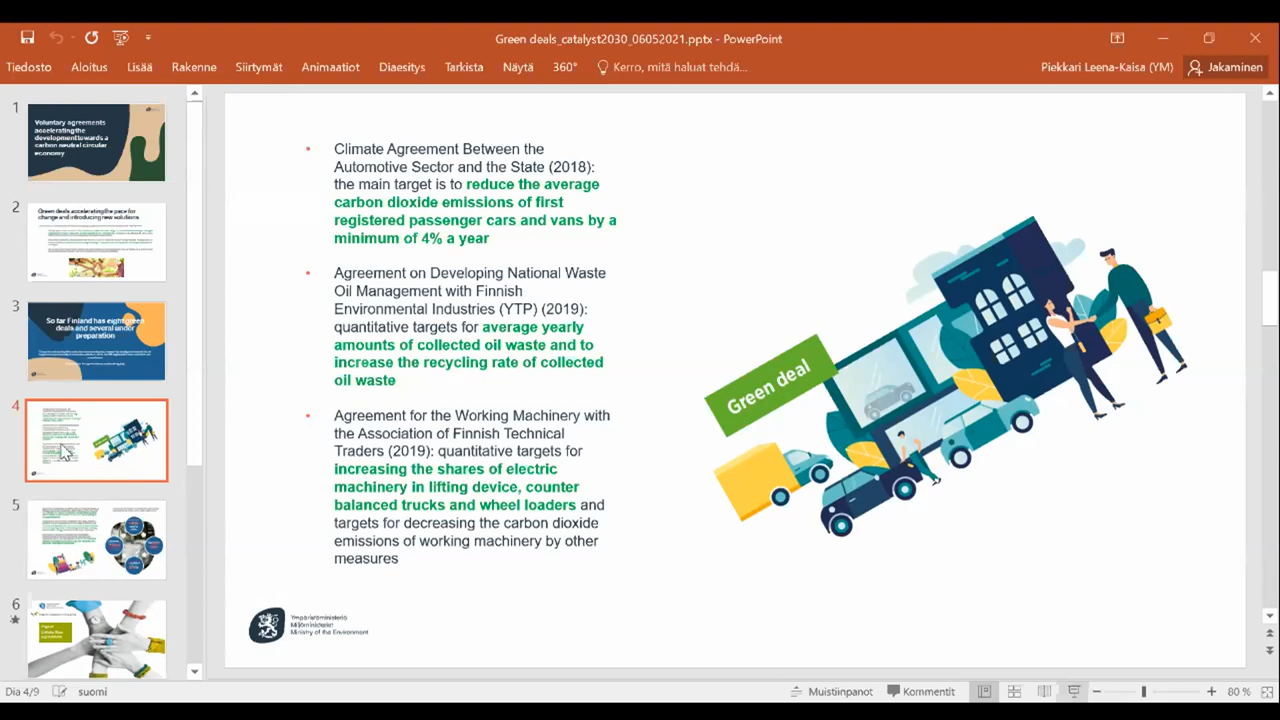 Green deals_catalyst2030_06052021.pptx - PowerPoint
Tiedosto Aloitus Lisää Rakenne Siirtymät Animaatiot Diaesitys Tarkista Näytä 360° Kerro, mitä haluat tehdä... Piekkari Leena-Kaisa (YM) Jakaminen
1
Voluntary agreements
accelerating the
development towards a
carbon neutral circular
economy
2
Green deals accelerating the pace for
change and introducing new solutions
3
So far Finland has eight green
deals and several under
preparation
4
5
6
• Climate Agreement Between the
Automotive Sector and the State (2018):
the main target is to reduce the average
carbon dioxide emissions of first
registered passenger cars and vans by a
minimum of 4% a year
• Agreement on Developing National Waste
Oil Management with Finnish
Environmental Industries (YTP) (2019):
quantitative targets for average yearly
amounts of collected oil waste and to
increase the recycling rate of collected
oil waste
• Agreement for the Working Machinery with
the Association of Finnish Technical
Traders (2019): quantitative targets for
increasing the shares of electric
machinery in lifting device, counter
balanced trucks and wheel loaders and
targets for decreasing the carbon dioxide
emissions of working machinery by other
measures
Green deal
Ympäristöministeriö
Miljöministeriet
Ministry of the Environment
Dia 4/9 suomi Muistiinpanot Kommentit 80 %